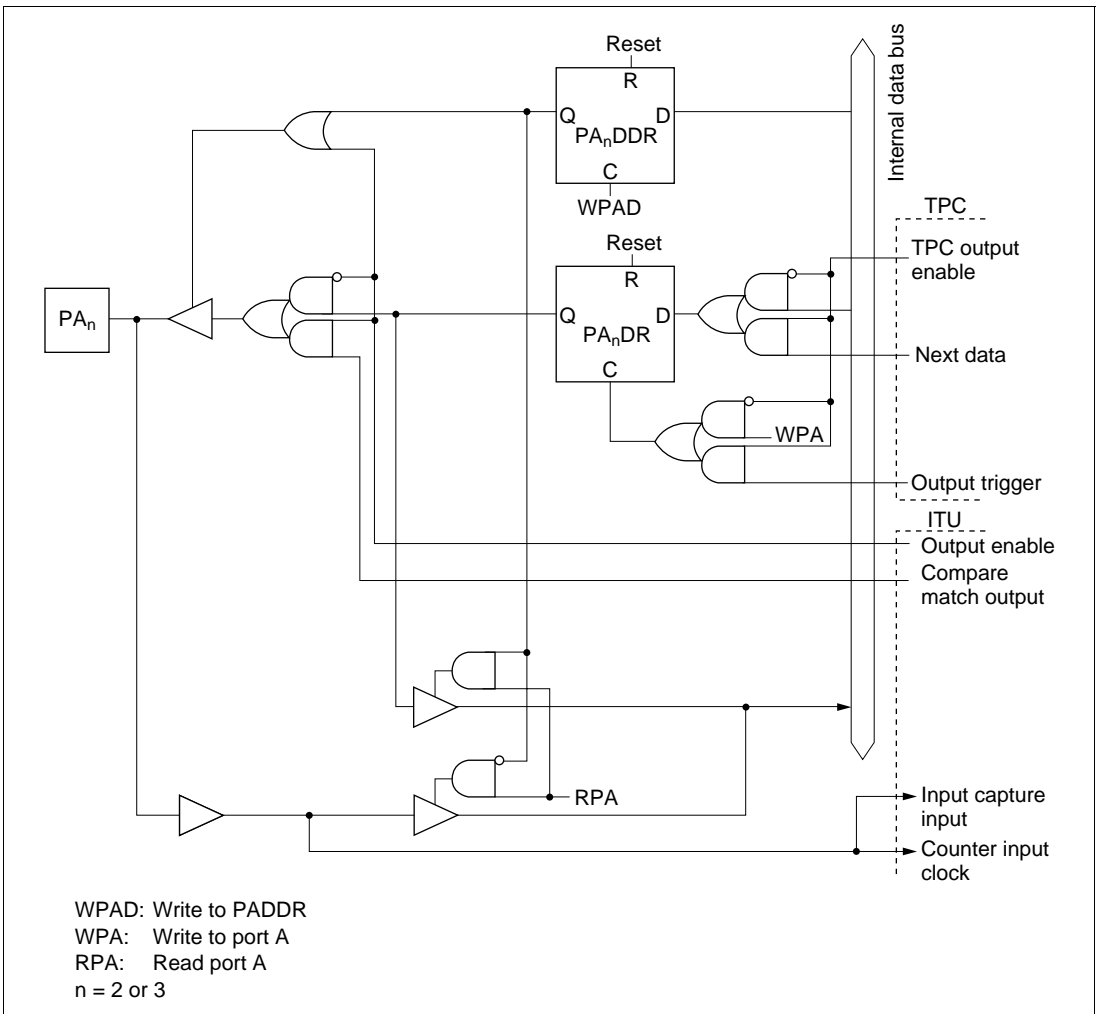 Reset
R
Q
D
PAnDDR
C
WPAD
Internal data bus
TPC
TPC output
enable
Reset
R
Q
D
PAnDR
C
PAn
Next data
WPA
Output trigger
ITU
Output enable
Compare
match output
RPA
Input capture
input
Counter input
clock
WPAD: Write to PADDR
WPA: Write to port A
RPA: Read port A
n = 2 or 3